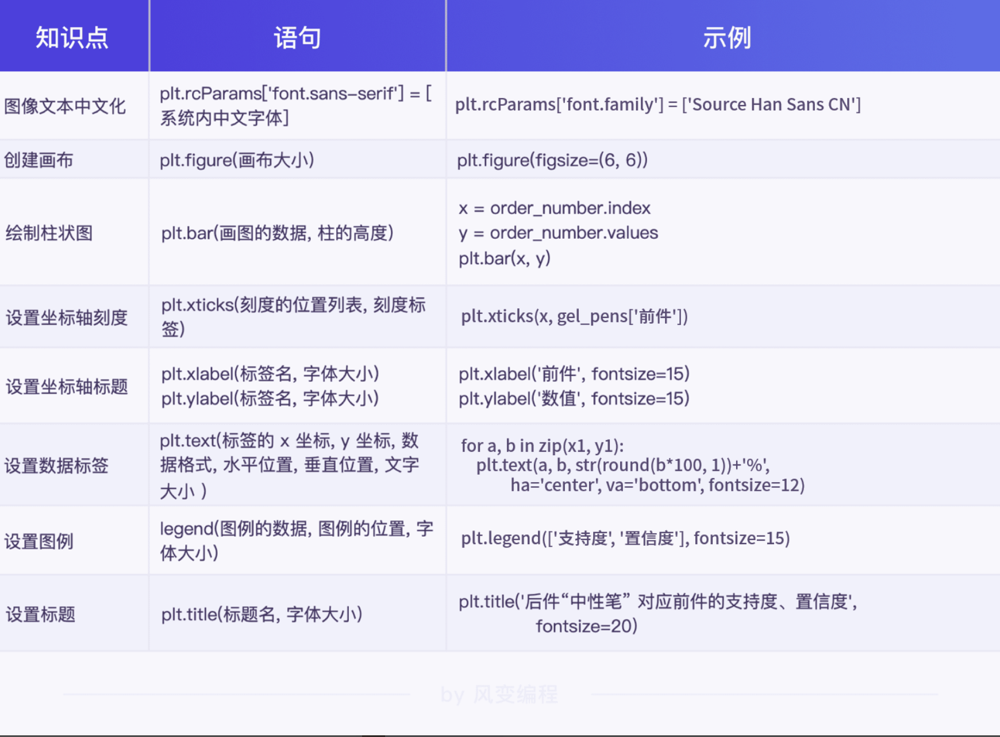 知识点
语句
示例
图像文本中文化
plt.rcParams['font.sans-serif'] = [
系统内中文字体]
plt.rcParams['font.family'] = ['Source Han Sans CN']
创建画布
plt.figure(画布大小)
plt.figure(figsize=(6, 6))
绘制柱状图
plt.bar(画图的数据, 柱的高度)
x = order_number.index
y = order_number.values
plt.bar(x, y)
设置坐标轴刻度
plt.xticks(刻度的位置列表, 刻度标
签)
plt.xticks(x, gel_pens['前件'])
设置坐标轴标题
plt.xlabel(标签名, 字体大小)
plt.ylabel(标签名, 字体大小)
plt.xlabel('前件', fontsize=15)
plt.ylabel('数值', fontsize=15)
设置数据标签
plt.text(标签的 x 坐标, y 坐标, 数
据格式, 水平位置, 垂直位置, 文字
大小 )
for a, b in zip(x1, y1):
plt.text(a, b, str(round(b*100, 1))+'%',
ha='center', va='bottom', fontsize=12)
设置图例
legend(图例的数据, 图例的位置, 字
体大小)
plt.legend(['支持度', '置信度'], fontsize=15)
设置标题
plt.title(标题名, 字体大小)
plt.title('后件“中性笔” 对应前件的支持度、置信度',
fontsize=20)
by 风变编程